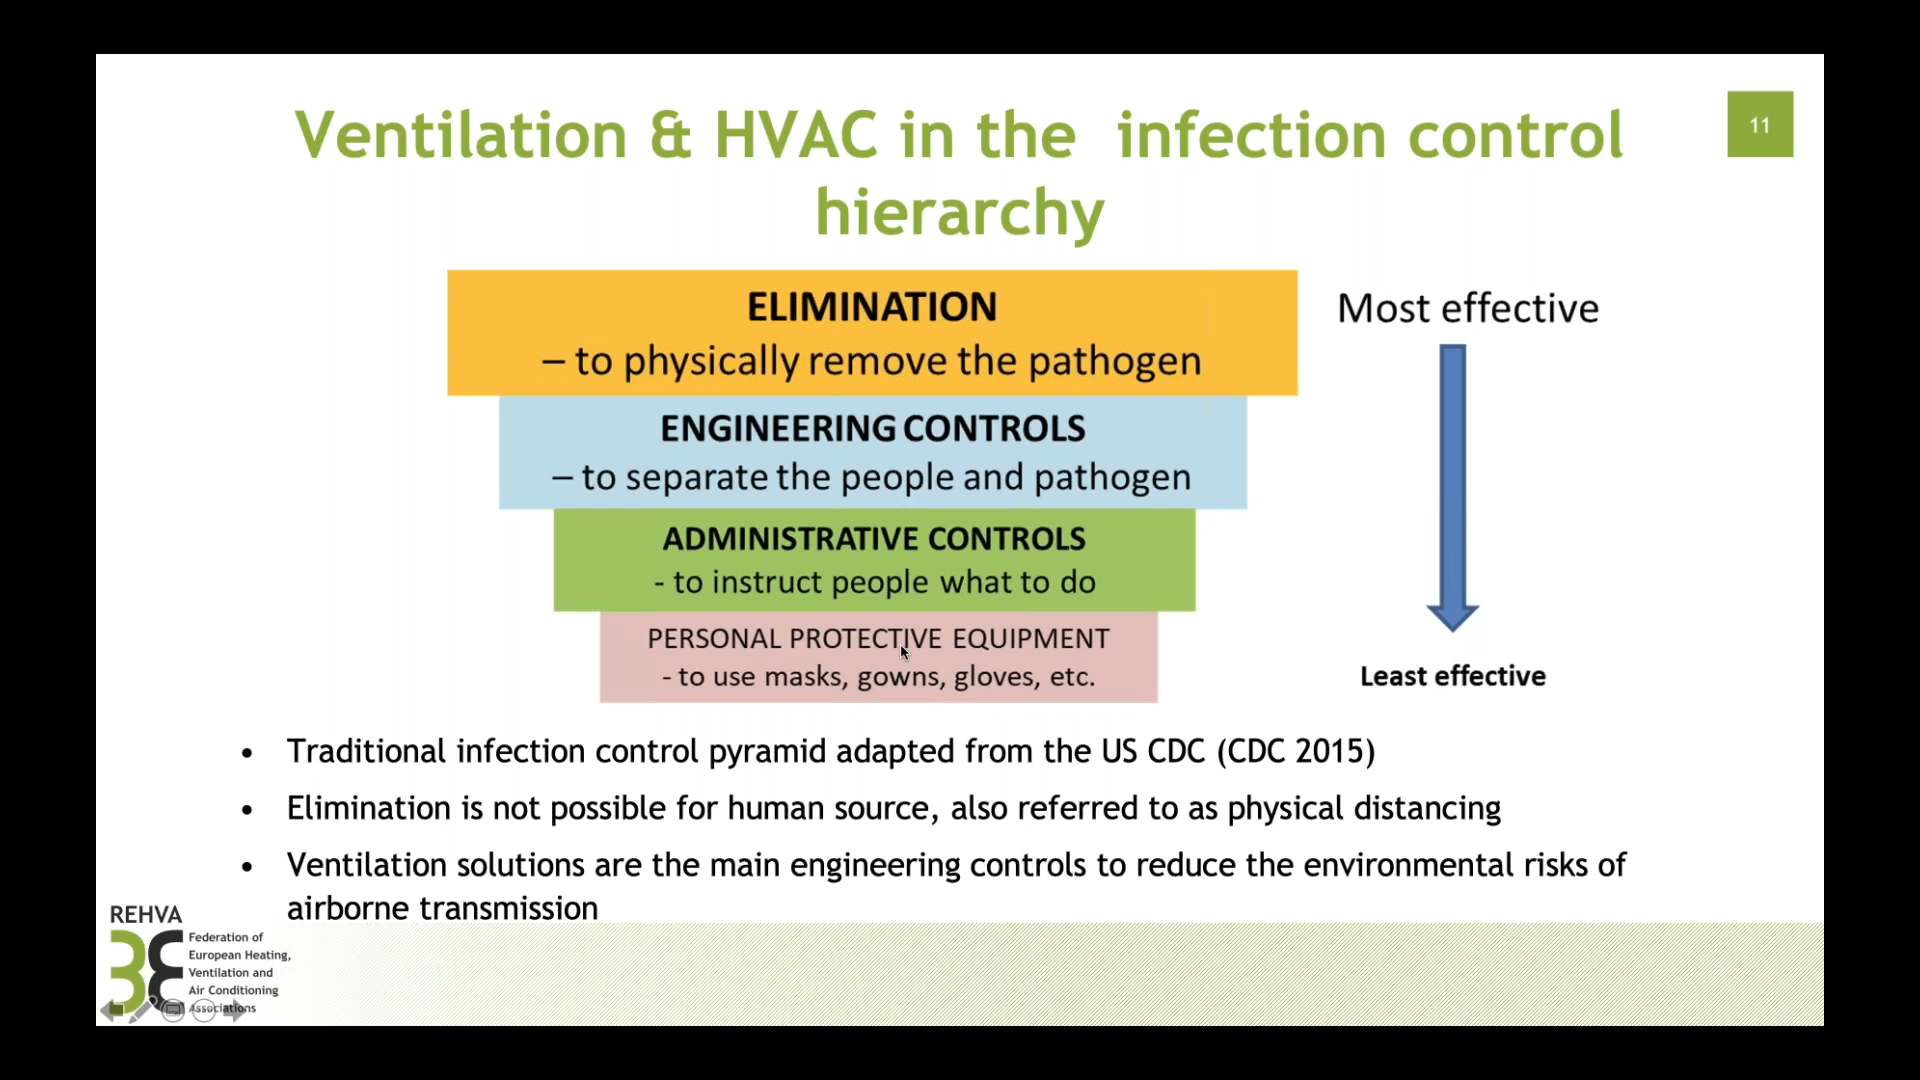 Ventilation & HVAC in the infection control
hierarchy
11
ELIMINATION
– to physically remove the pathogen
ENGINEERING CONTROLS
– to separate the people and pathogen
ADMINISTRATIVE CONTROLS
- to instruct people what to do
PERSONAL PROTECTIVE EQUIPMENT
- to use masks, gowns, gloves, etc.
Most effective
Least effective
• Traditional infection control pyramid adapted from the US CDC (CDC 2015)
• Elimination is not possible for human source, also referred to as physical distancing
• Ventilation solutions are the main engineering controls to reduce the environmental risks of
airborne transmission
REHVA
Federation of
European Heating,
Ventilation and
Air Conditioning
Associations